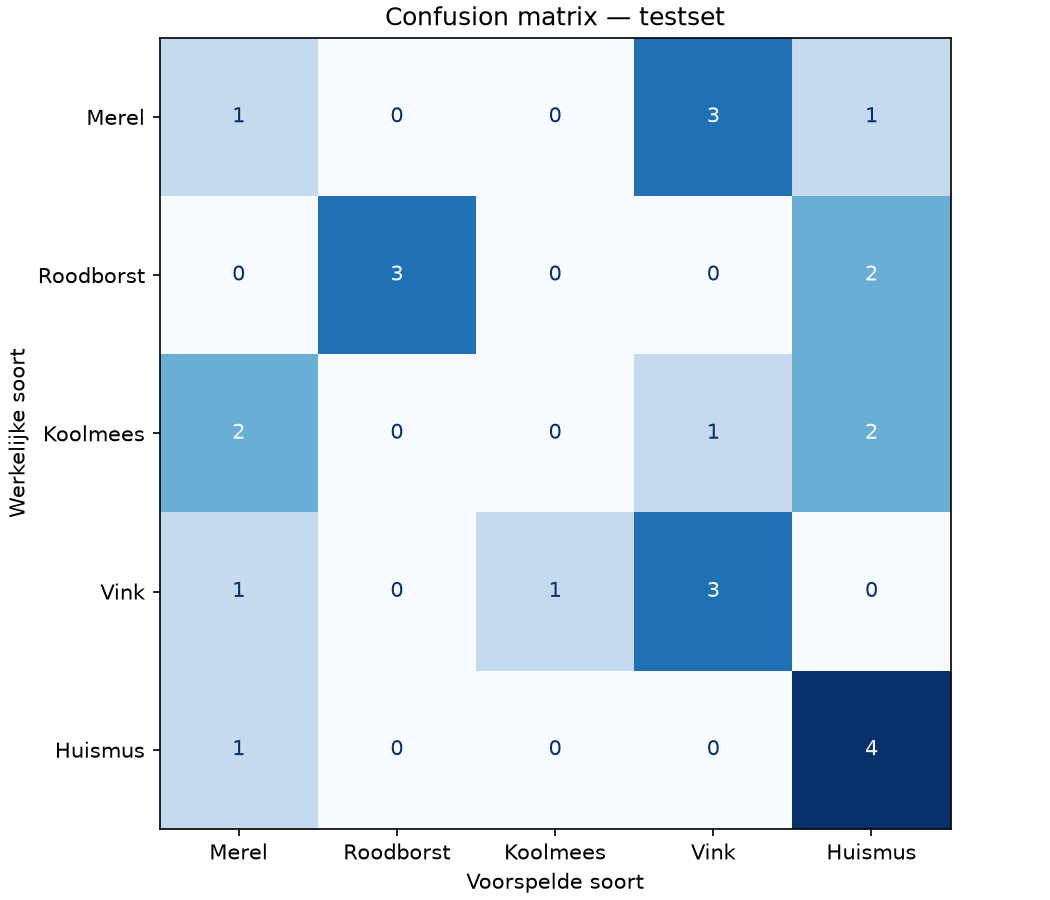 Confusion matrix — testset
Werkelijke soort
Merel 1 0 0 3 1
Roodborst 0 3 0 0 2
Koolmees 2 0 0 1 2
Vink 1 0 1 3 0
Huismus 1 0 0 0 4
Merel Roodborst Koolmees Vink Huismus
Voorspelde soort